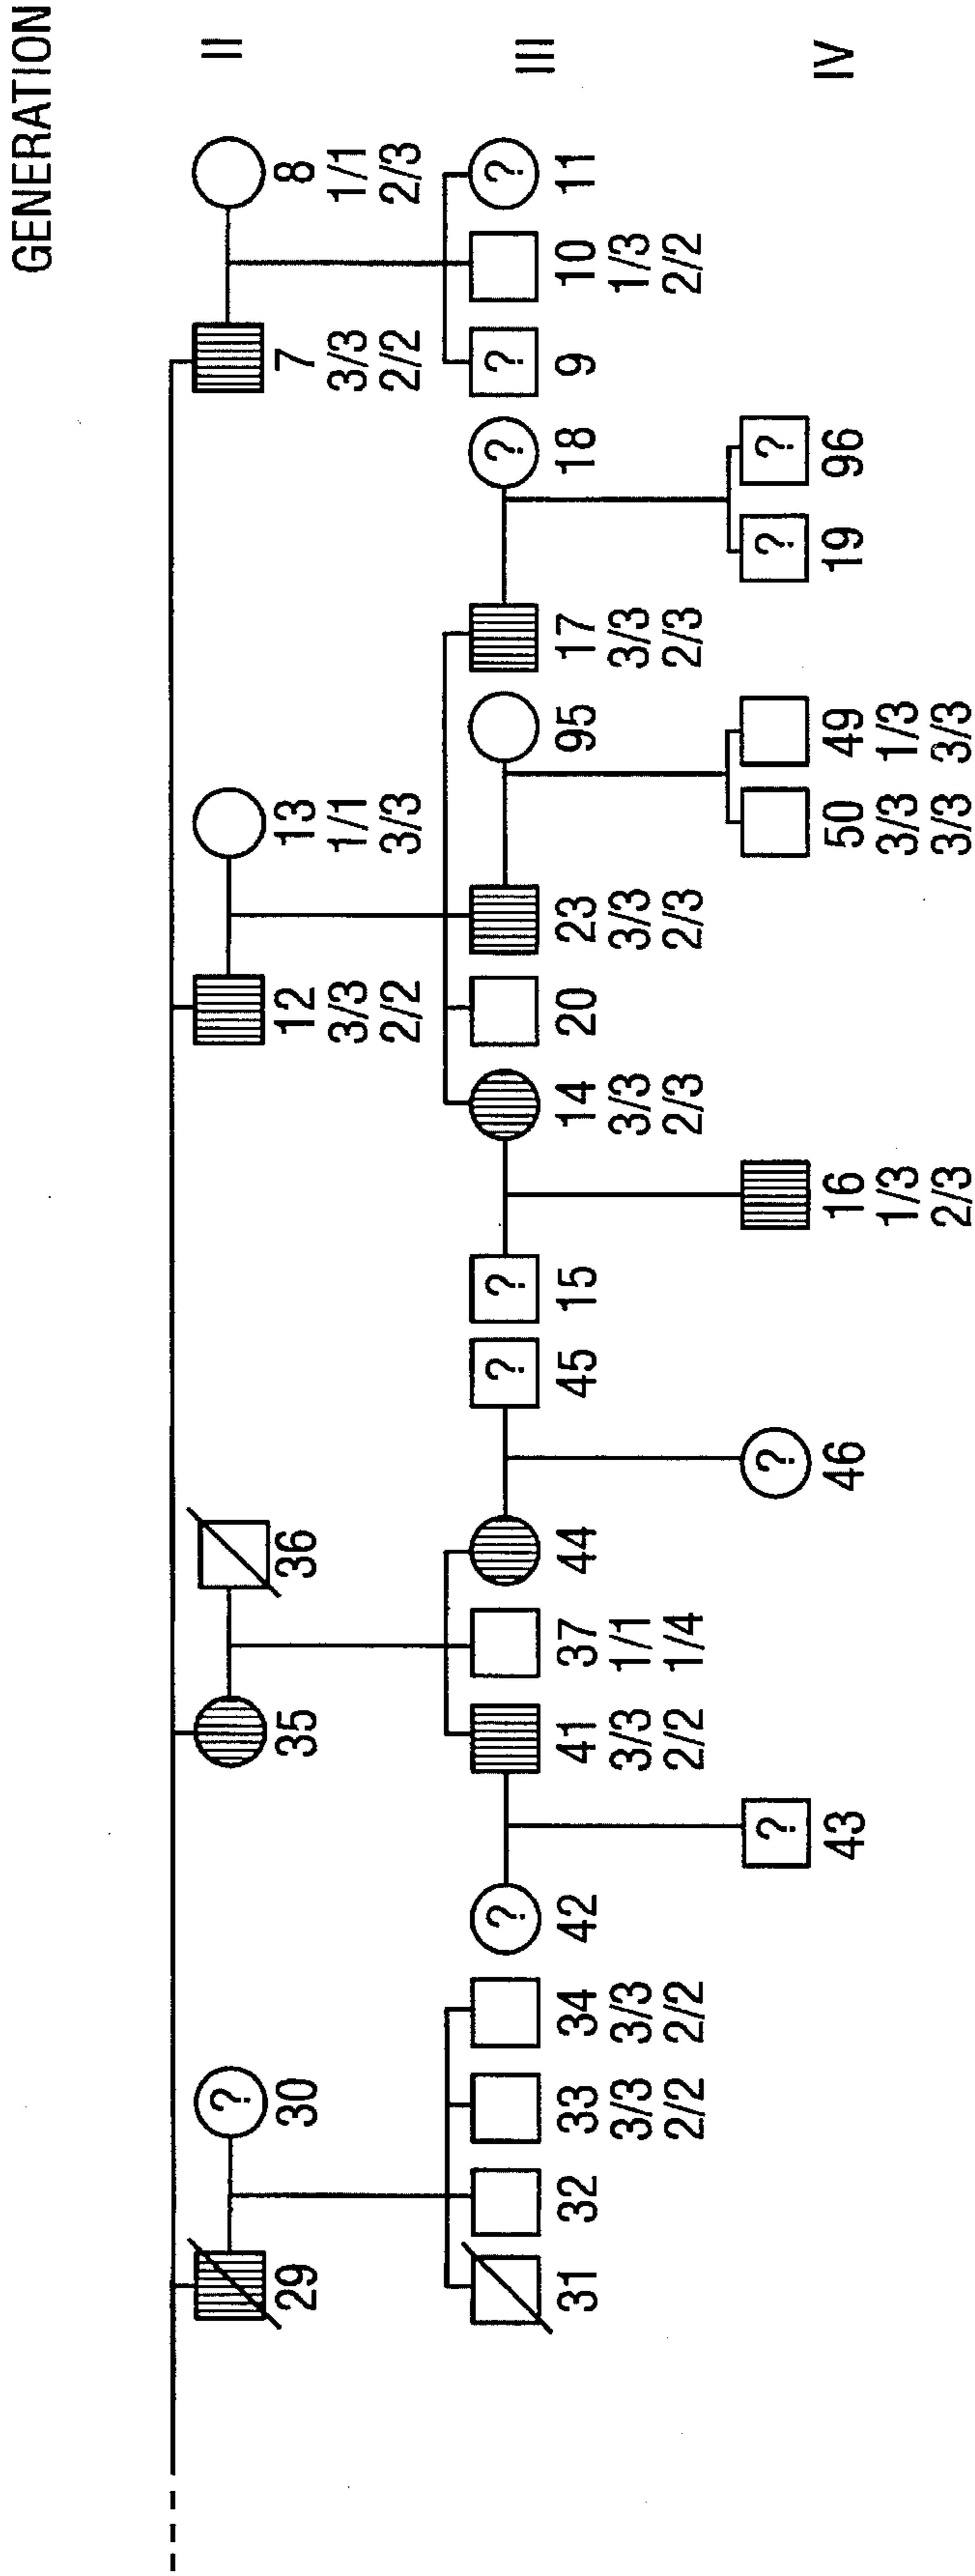 GENERATION
? II
29 30 35 36 12 13 7 8
3/3 1/1 3/3 1/1
2/2 3/3 2/2 2/3
? ? ? ? ? ? III
31 32 33 34 42 41 37 44 45 15 14 20 23 95 17 18 9 10 11
3/3 3/3 3/3 1/1 3/3 3/3 3/3 1/3
2/2 2/2 2/2 1/4 2/3 2/3 2/3 2/2
? ? ? ? IV
43 46 16 50 49 19 96
1/3 3/3 1/3
2/3 3/3 3/3